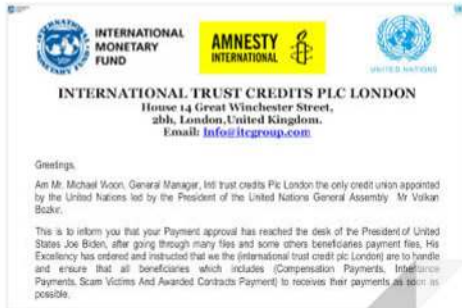 INTERNATIONAL
MONETARY
FUND
AMNESTY
INTERNATIONAL
UNITED NATIONS
INTERNATIONAL TRUST CREDITS PLC LONDON
House 14 Great Winchester Street,
2bh, London,United Kingdom.
Email: Info@itcgroup.com
Greetings,
Am Mr. Michael Woon, General Manager, Intl trust credits Plc London the only credit union appointed
by the United Nations led by the President of the United Nations General Assembly Mr Volkan
Bozkir.
This is to inform you that your Payment approval has reached the desk of the President of United
States Joe Biden, after going through many files and some others beneficiaries payment files, His
Excellency has ordered and instructed that we the (international trust credit plc London) are to handle
and ensure that all beneficiaries which includes (Compensation Payments, Inheritance
Payments, Scam Victims And Awarded Contracts Payment) to receives their payments as soon as
possible.